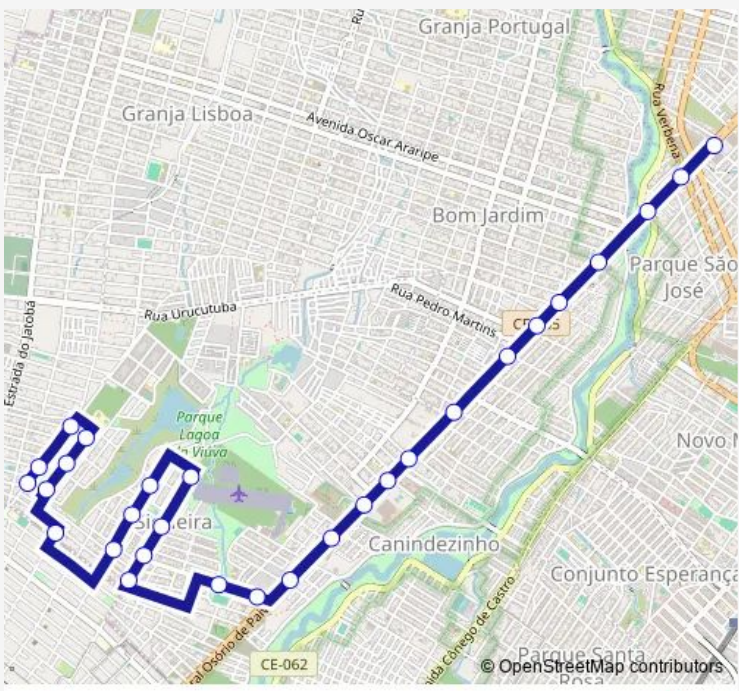 Granja Portugal
Granja Lisboa
Avenida Oscar Araripe
Rua Verbena
Bom Jardim
Parque São
José
Rua Urucutuba
Rua Pedro Martins
Estrada do Jatobá
Parque
Lagoa
Viúva
Novo
Canindezinho
Conjunto Esperança
CE-062
Parque Santa
Rosa
© OpenStreetMap contributors